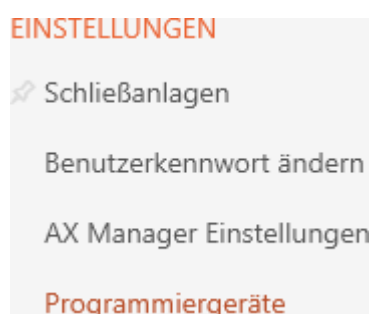 EINSTELLUNGEN
Schließanlagen
Benutzerkennwort ändern
AX Manager Einstellungen
Programmiergeräte